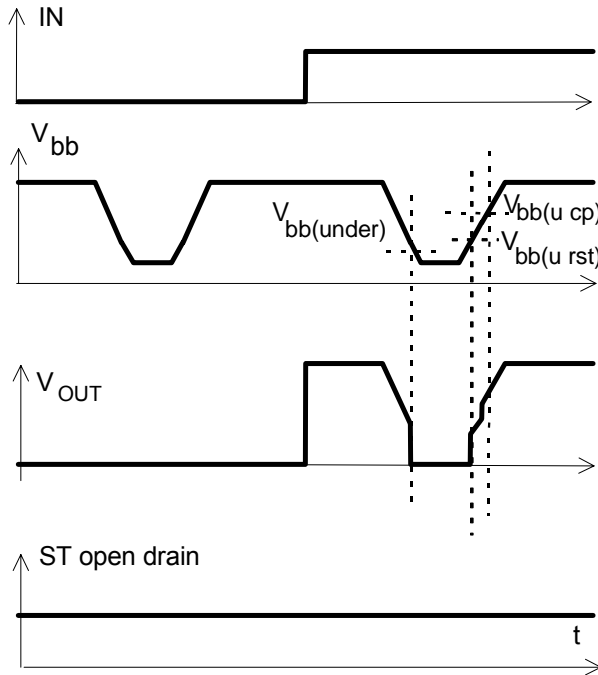 IN
Vbb
Vbb(under)
Vbb(u cp)
Vbb(u rst)
VOUT
ST open drain
t